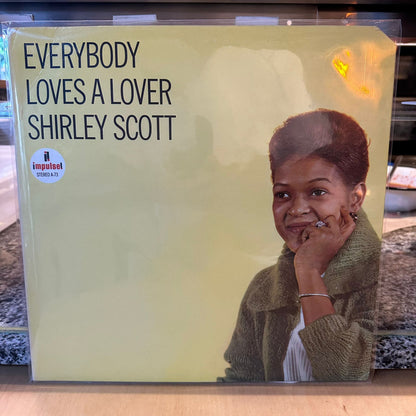 EVERYBODY
LOVES A LOVER
SHIRLEY SCOTT
impulse!
STEREO A-73